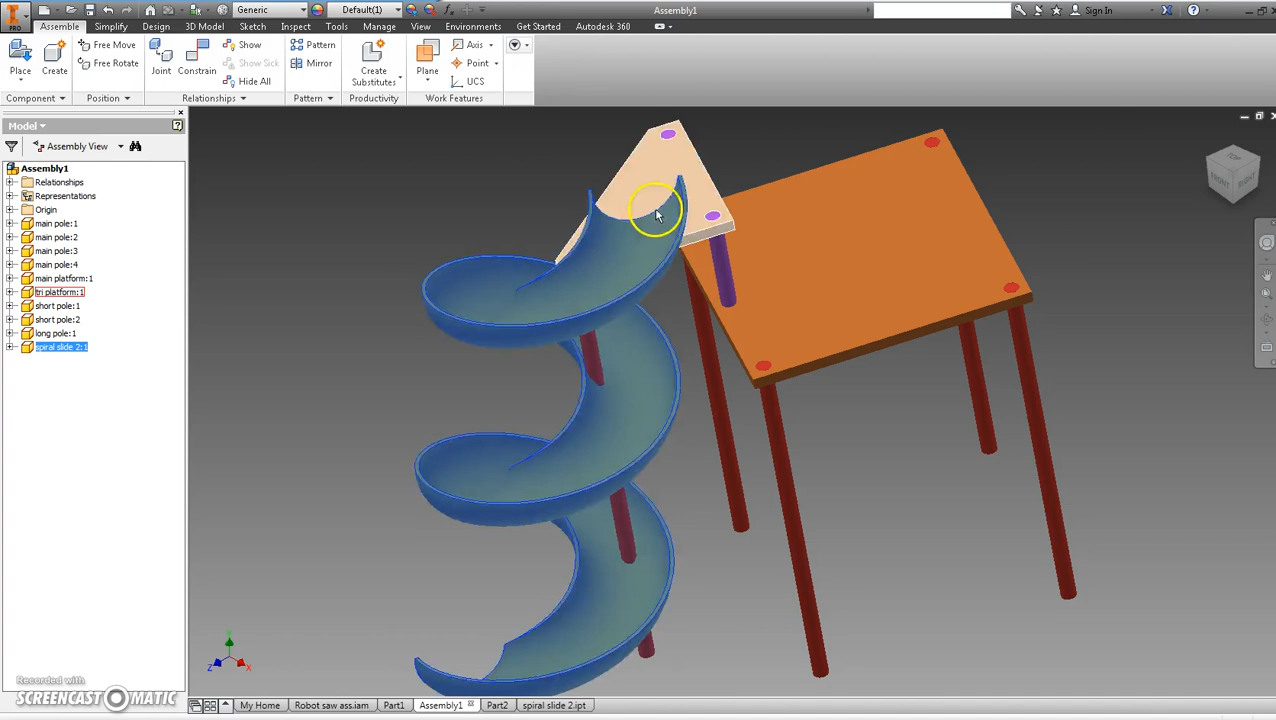 Generic
Default(1)
Assembly1
Sign In
PRO
Assemble Simplify Design 3D Model Sketch Inspect Tools Manage View Environments Get Started Autodesk 360
Place
Create
Free Move
Free Rotate
Joint
Constrain
Show
Show Sick
Hide All
Pattern
Mirror
Create
Substitutes
Plane
Axis
Point
UCS
Component
Position
Relationships
Pattern
Productivity
Work Features
Model
Assembly View
Assembly1
Relationships
Representations
Origin
main pole:1
main pole:2
main pole:3
main pole:4
main platform:1
tri platform:1
short pole:1
short pole:2
long pole:1
spiral slide 2:1
TOP
FRONT
RIGHT
Y
Z
X
Recorded with
SCREENCAST MATIC
My Home Robot saw ass.iam Part1 Assembly1 Part2 spiral slide 2.ipt